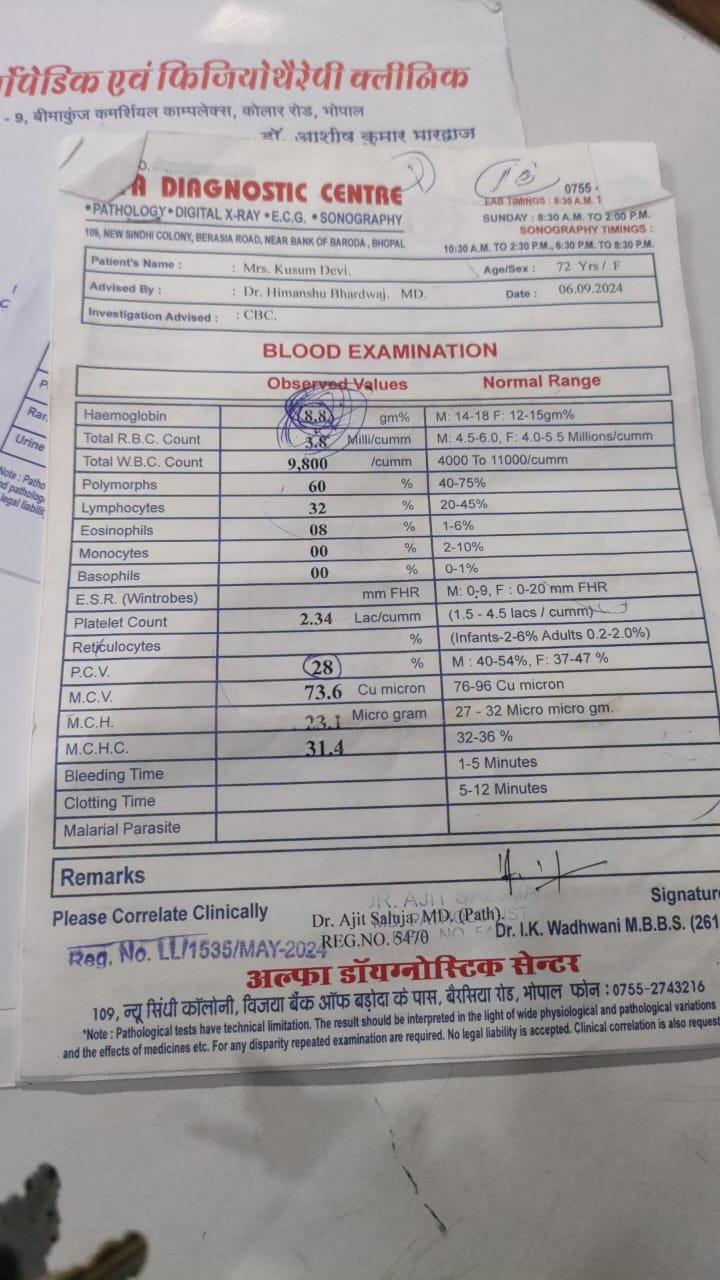 र्थोपेडिक एवं फिजियोथैरेपी क्लीनिक
- 9, बीमाकुंज कमर्शियल काम्पलेक्स, कोलार रोड, भोपाल
डॉ. आशीष कुमार भारद्वाज
0755 -
A DIAGNOSTIC CENTRE
LAB TIMINGS : 8:30 A.M.
•PATHOLOGY•DIGITAL X-RAY•E.C.G.•SONOGRAPHY
SUNDAY : 8:30 A.M. TO 2:00 P.M.
SONOGRAPHY TIMINGS :
109, NEW SINDHI COLONY, BERASIA ROAD, NEAR BANK OF BARODA, BHOPAL
10:30 A.M. TO 2:30 P.M., 6:30 P.M. TO 8:30 P.M.
Patient's Name : : Mrs. Kusum Devi. Age/Sex : 72 Yrs/ F
Advised By : : Dr. Himanshu Bhardwaj. MD. Date : 06.09.2024
Investigation Advised : : CBC.
BLOOD EXAMINATION
Observed Values Normal Range
Haemoglobin (8.8) gm% M: 14-18 F: 12-15gm%
Total R.B.C. Count 3.8 Milli/cumm M: 4.5-6.0, F: 4.0-5.5 Millions/cumm
Total W.B.C. Count 9,800 /cumm 4000 To 11000/cumm
Polymorphs 60 % 40-75%
Lymphocytes 32 % 20-45%
Eosinophils 08 % 1-6%
Monocytes 00 % 2-10%
Basophils 00 % 0-1%
E.S.R. (Wintrobes) mm FHR M: 0-9, F : 0-20 mm FHR
Platelet Count 2.34 Lac/cumm (1.5 - 4.5 lacs / cumm)
Reticulocytes % (Infants-2-6% Adults 0.2-2.0%)
P.C.V. 28 % M : 40-54%, F: 37-47 %
M.C.V. 73.6 Cu micron 76-96 Cu micron
M.C.H. 23.1 Micro gram 27 - 32 Micro micro gm.
M.C.H.C. 31.4 32-36 %
Bleeding Time 1-5 Minutes
Clotting Time 5-12 Minutes
Malarial Parasite
Remarks
Signature
Please Correlate Clinically Dr. Ajit Saluja. MD. (Path). Dr. I.K. Wadhwani M.B.B.S. (261
Reg. No. LL/1535/MAY-2024 REG.NO. 5470
अल्फा डॉयग्नोस्टिक सेन्टर
109, न्यू सिंधी कॉलोनी, विजया बैंक ऑफ बड़ोदा के पास, बैरसिया रोड, भोपाल फोन : 0755-2743216
*Note : Pathological tests have technical limitation. The result should be interpreted in the light of wide physiological and pathological variations
and the effects of medicines etc. For any disparity repeated examination are required. No legal liability is accepted. Clinical correlation is also request
P.
Rar
Urine
Note : Patho
nd patholog
legal liabilit